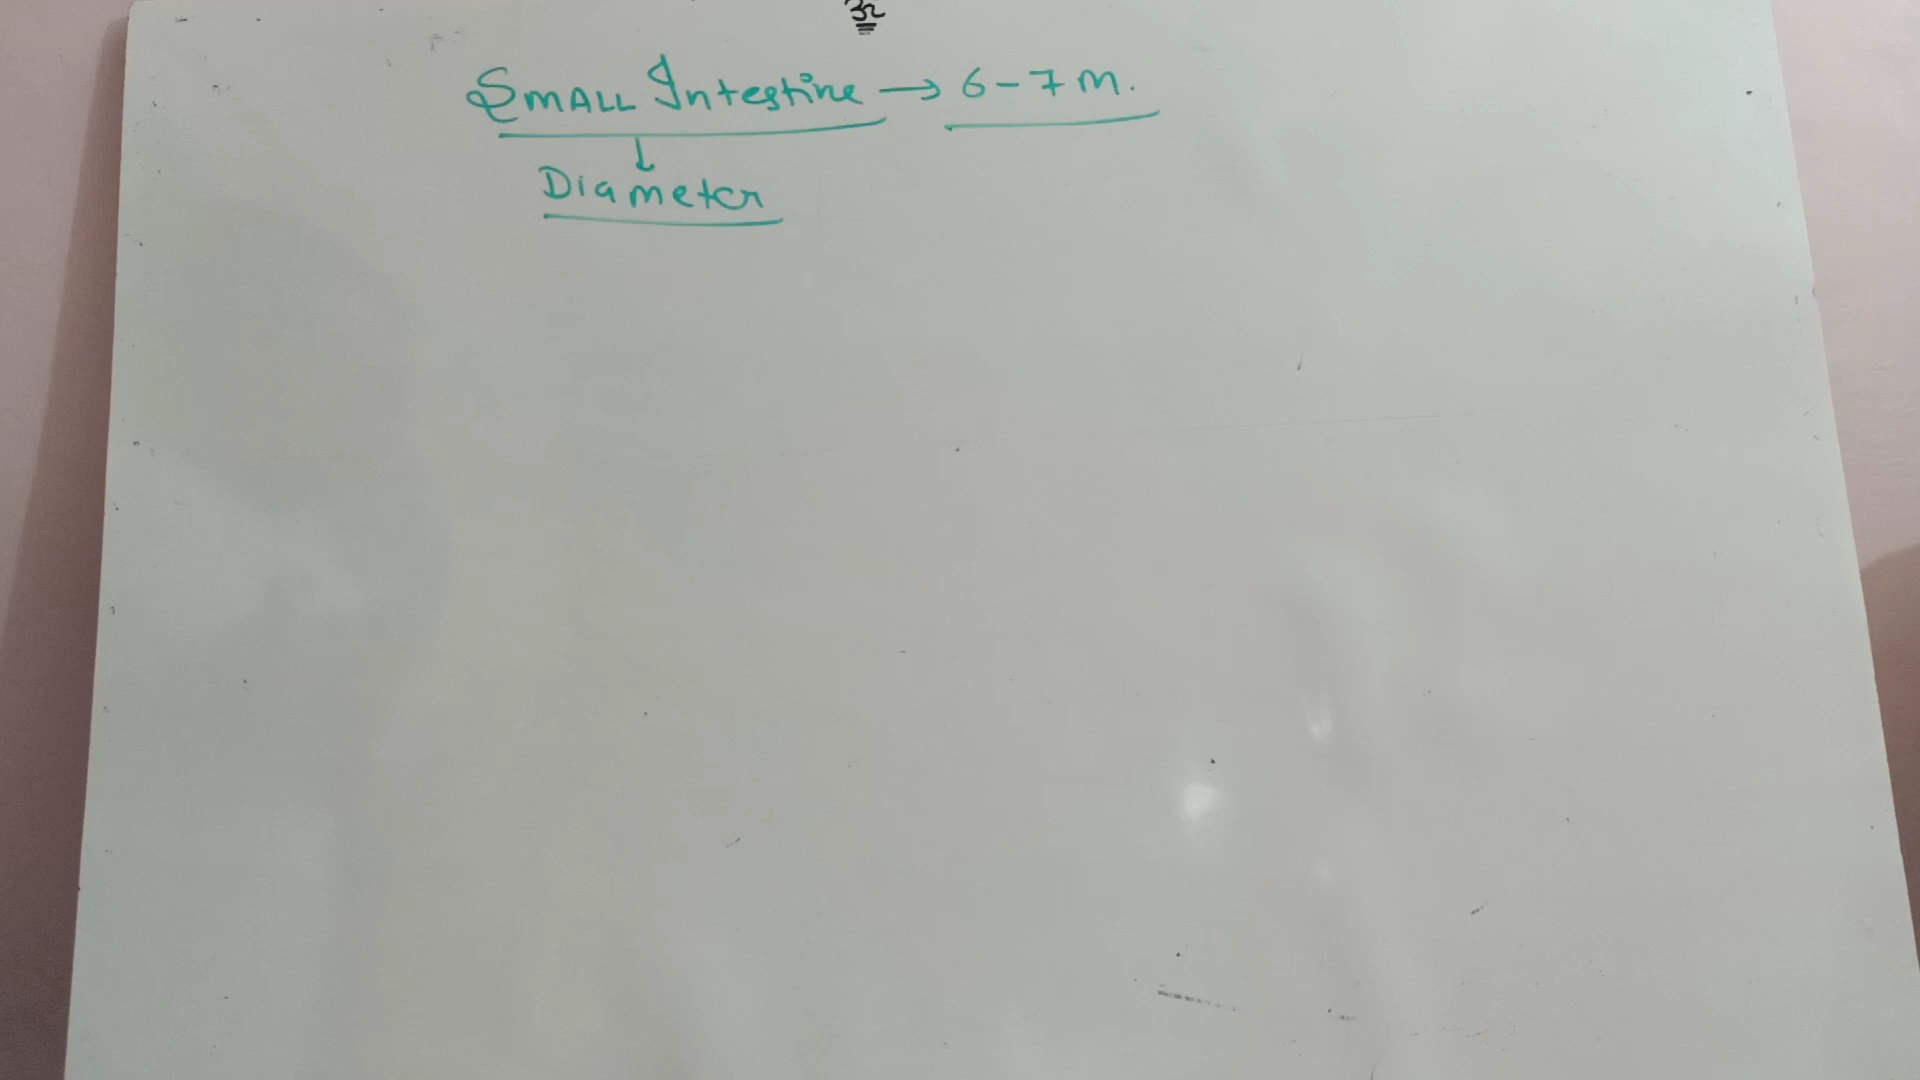 ॐ
Small Intestine → 6-7 m.
↓
Diameter